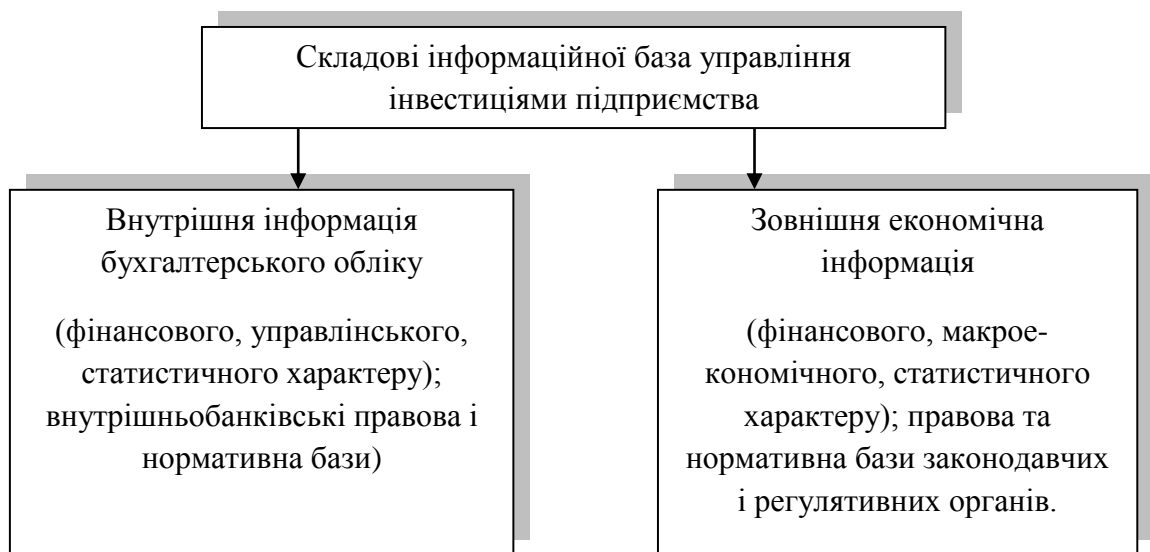 Складові інформаційної база управління
інвестиціями підприємства
Внутрішня інформація
бухгалтерського обліку
(фінансового, управлінського,
статистичного характеру);
внутрішньобанківські правова і
нормативна бази)
Зовнішня економічна
інформація
(фінансового, макрое-
кономічного, статистичного
характеру); правова та
нормативна бази законодавчих
і регулятивних органів.